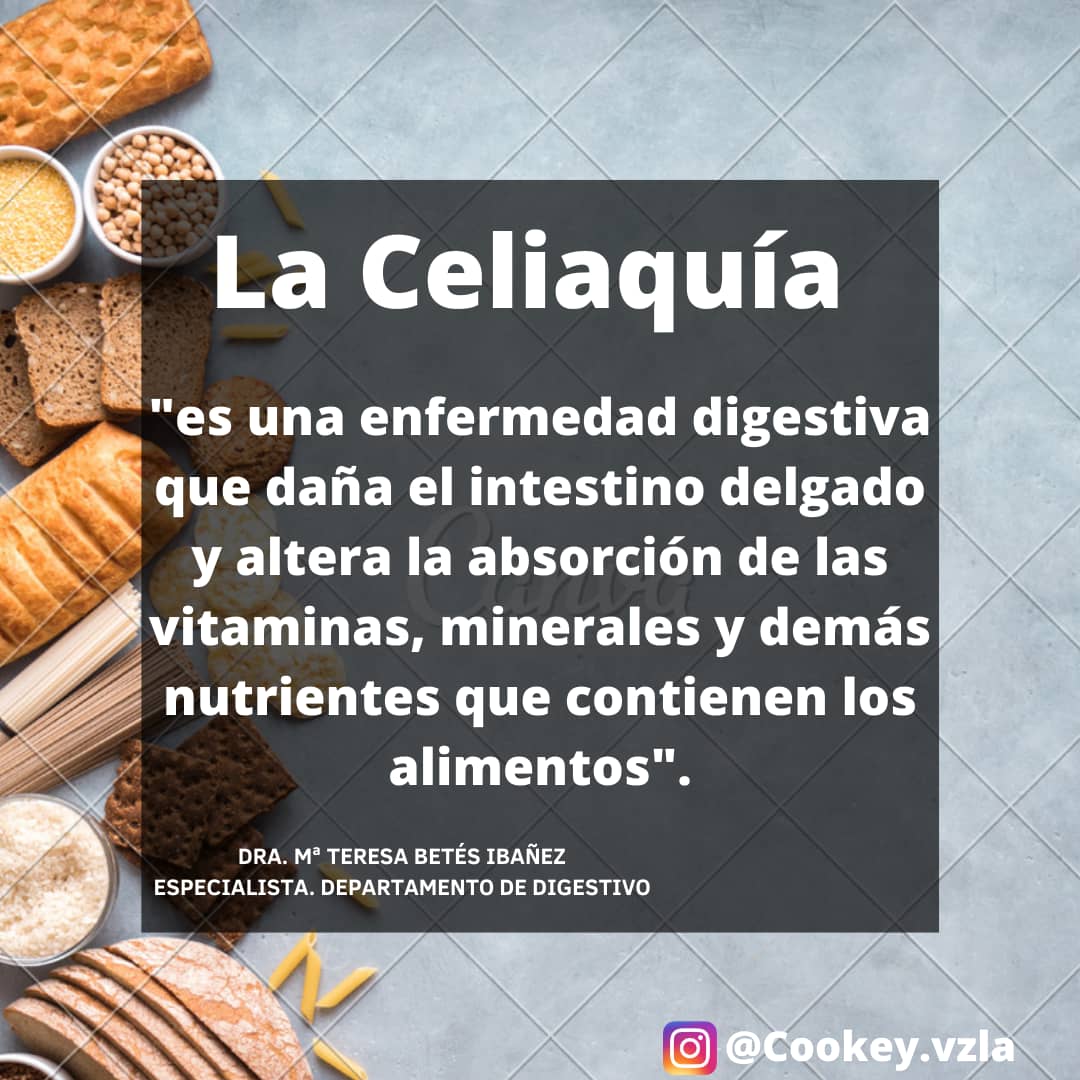 La Celiaquía
"es una enfermedad digestiva
que daña el intestino delgado
y altera la absorción de las
vitaminas, minerales y demás
nutrientes que contienen los
alimentos".
Canva
DRA. Mª TERESA BETÉS IBAÑEZ
ESPECIALISTA. DEPARTAMENTO DE DIGESTIVO
@Cookey.vzla